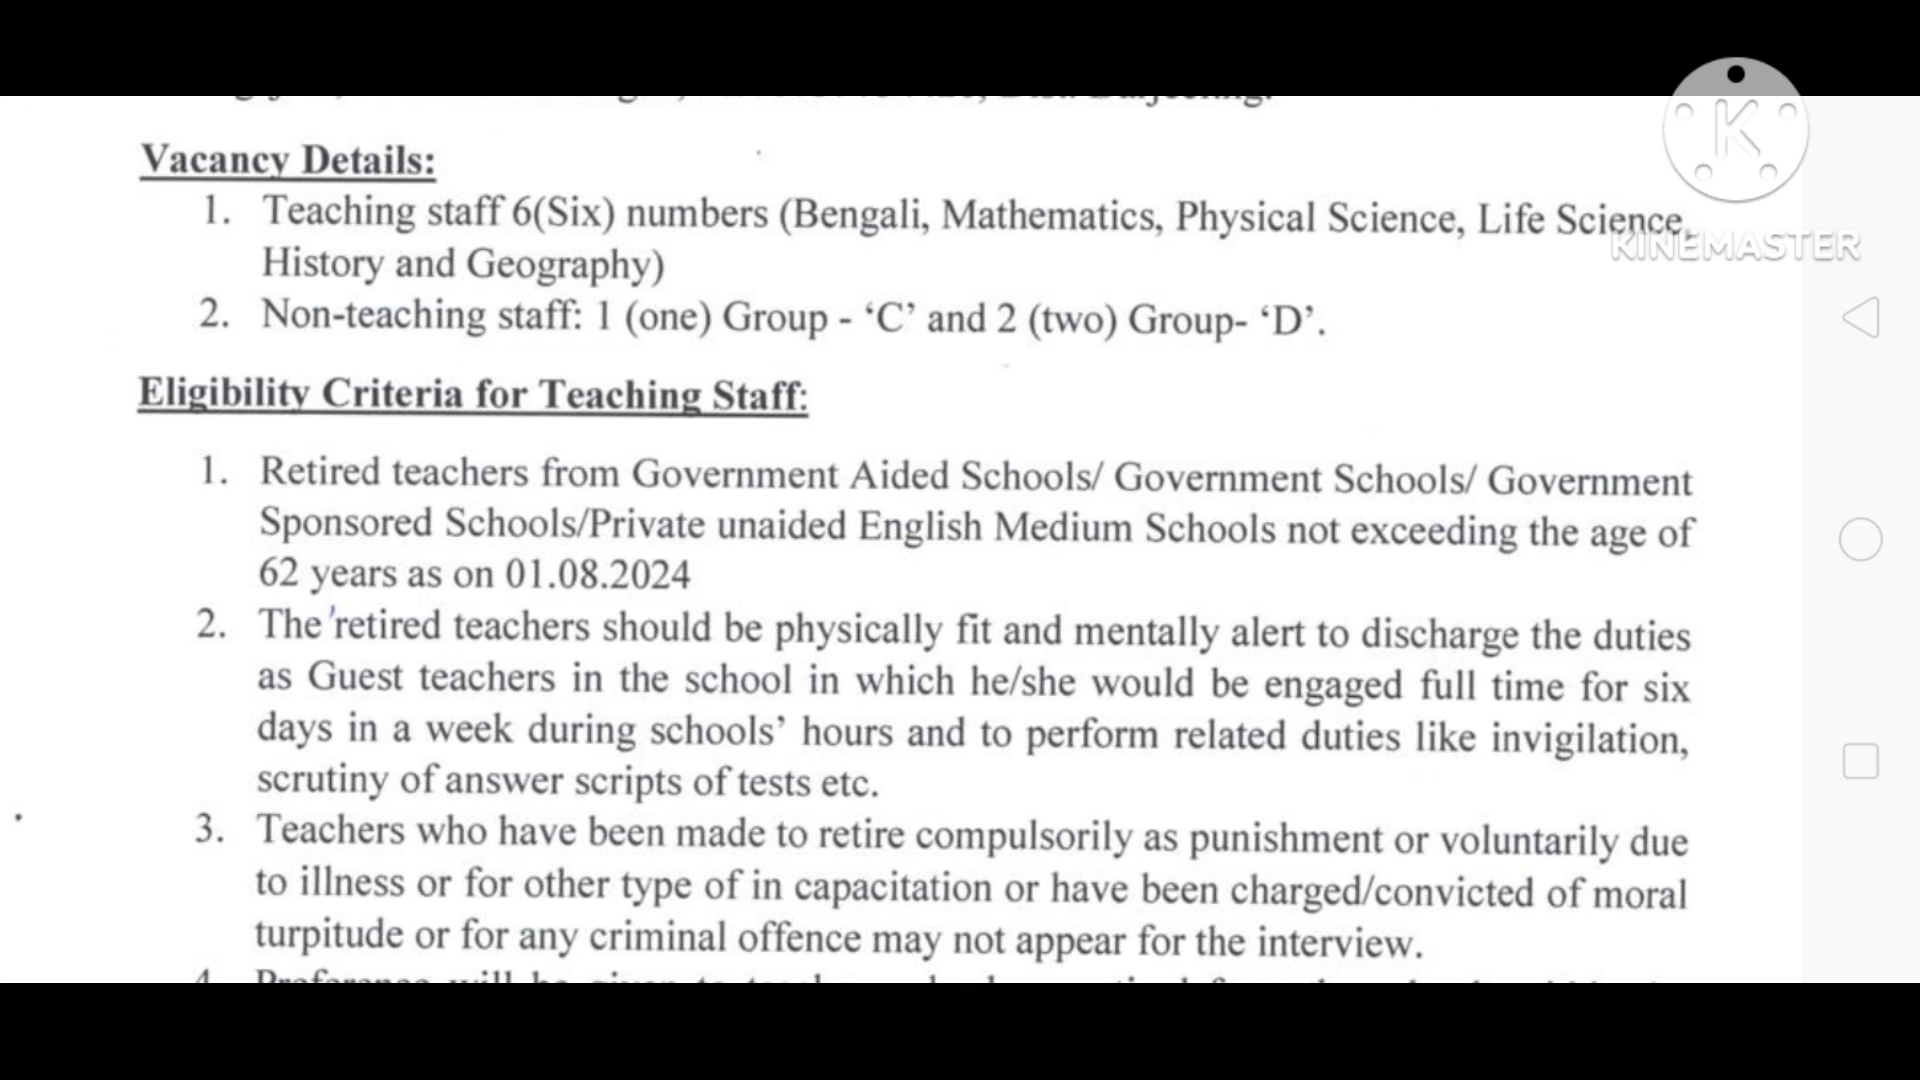 Vacancy Details:
1. Teaching staff 6(Six) numbers (Bengali, Mathematics, Physical Science, Life Science,
History and Geography)
2. Non-teaching staff: 1 (one) Group - ‘C’ and 2 (two) Group- ‘D’.
Eligibility Criteria for Teaching Staff:
1. Retired teachers from Government Aided Schools/ Government Schools/ Government
Sponsored Schools/Private unaided English Medium Schools not exceeding the age of
62 years as on 01.08.2024
2. The retired teachers should be physically fit and mentally alert to discharge the duties
as Guest teachers in the school in which he/she would be engaged full time for six
days in a week during schools’ hours and to perform related duties like invigilation,
scrutiny of answer scripts of tests etc.
3. Teachers who have been made to retire compulsorily as punishment or voluntarily due
to illness or for other type of in capacitation or have been charged/convicted of moral
turpitude or for any criminal offence may not appear for the interview.
K
KINEMASTER